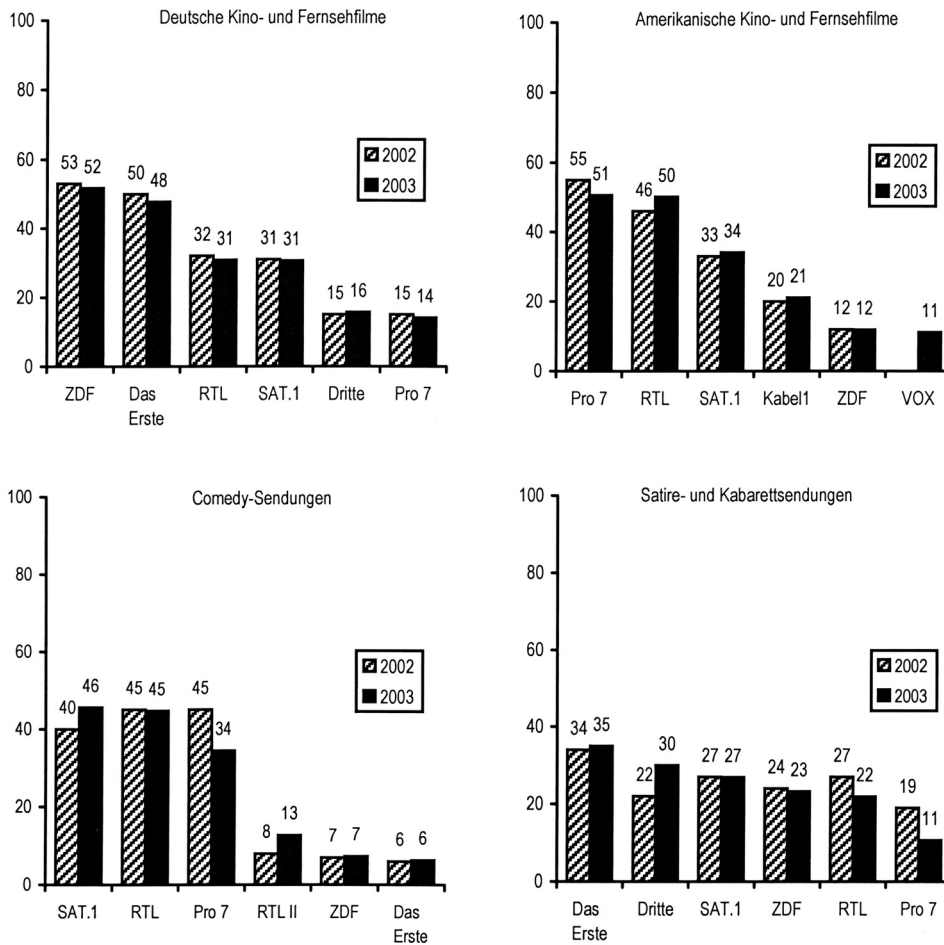 Deutsche Kino- und Fernsehfilme
100
80
60
40
20
0
2002
2003
53 52 50 48 32 31 31 31 15 16 15 14
ZDF Das Erste RTL SAT.1 Dritte Pro 7
Amerikanische Kino- und Fernsehfilme
100
80
60
40
20
0
2002
2003
55 51 46 50 33 34 20 21 12 12 11
Pro 7 RTL SAT.1 Kabel1 ZDF VOX
Comedy-Sendungen
100
80
60
40
20
0
2002
2003
40 46 45 45 45 34 8 13 7 7 6 6
SAT.1 RTL Pro 7 RTL II ZDF Das Erste
Satire- und Kabarettsendungen
100
80
60
40
20
0
2002
2003
34 35 22 30 27 27 24 23 27 22 19 11
Das Erste Dritte SAT.1 ZDF RTL Pro 7